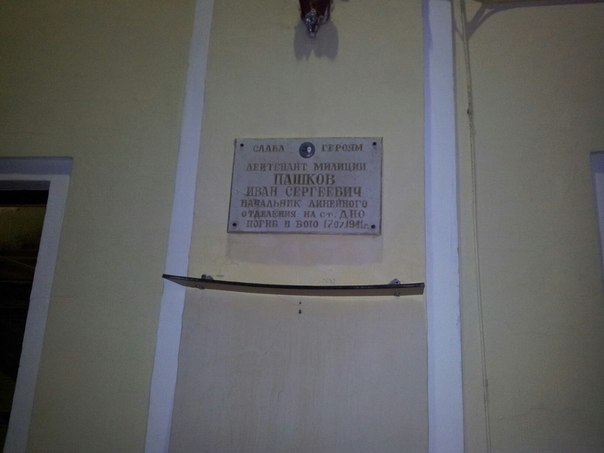 СЛАВА ГЕРОЯМ
ЛЕЙТЕНАНТ МИЛИЦИИ
ПАШКОВ
ИВАН СЕРГЕЕВИЧ
НАЧАЛЬНИК ЛИНЕЙНОГО
ОТДЕЛЕНИЯ НА СТ. ДНО
ПОГИБ В БОЮ 17/07/1941г.